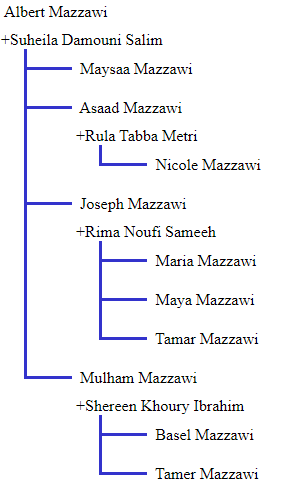 Albert Mazzawi
+Suheila Damouni Salim
Maysaa Mazzawi
Asaad Mazzawi
+Rula Tabba Metri
Nicole Mazzawi
Joseph Mazzawi
+Rima Noufi Sameeh
Maria Mazzawi
Maya Mazzawi
Tamar Mazzawi
Mulham Mazzawi
+Shereen Khoury Ibrahim
Basel Mazzawi
Tamer Mazzawi